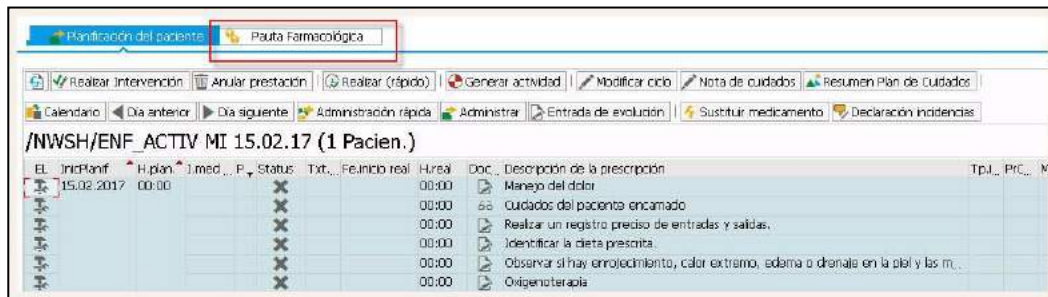 Planificación del paciente Pauta Farmacológica
Realizar Intervención Anular prestación Realizar (rápido) Generar actividad Modificar ciclo Nota de cuidados Resumen Plan de Cuidados
Calendario Día anterior Día siguiente Administración rápida Administrar Entrada de evolución Sustituir medicamento Declaración incidencias
/NWSH/ENF_ACTIV MI 15.02.17 (1 Pacien.)
EL InicPlanif H.plan. I.med... P... Status Txt... Fe.inicio real H.real Doc... Descripción de la prescripción Tp.i... PrC... M
15.02.2017 00:00 00:00 Manejo del dolor
00:00 Cuidados del paciente encamado
00:00 Realizar un registro preciso de entradas y salidas.
00:00 Identificar la dieta prescrita.
00:00 Observar si hay enrojecimiento, calor extremo, edema o drenaje en la piel y las m...
00:00 Oxigenoterapia